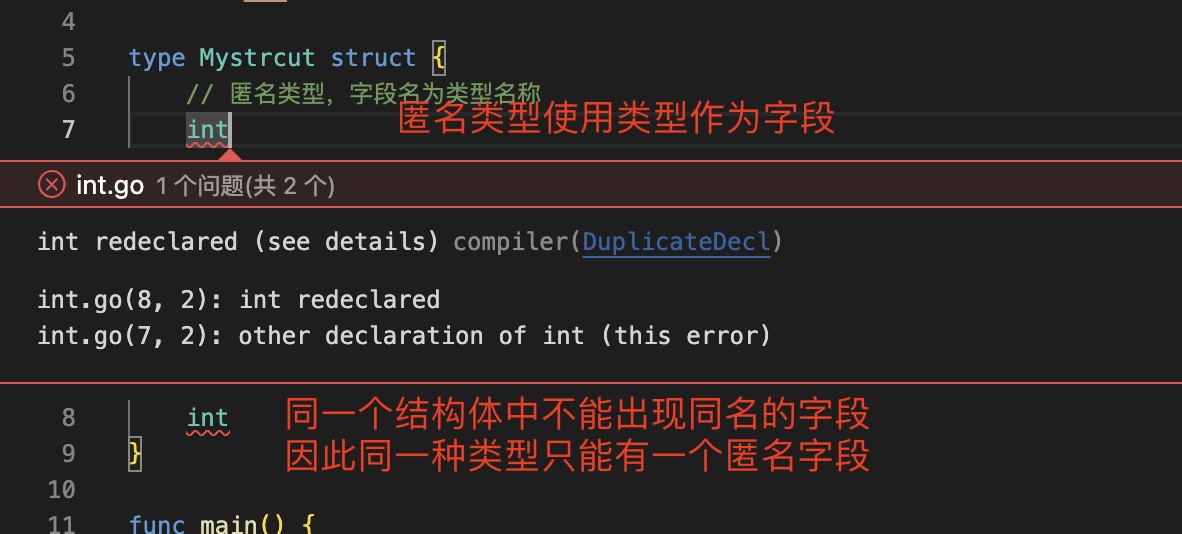 4
5 type Mystrcut struct {
6 // 匿名类型，字段名为类型名称
匿名类型使用类型作为字段
7 int
int.go 1 个问题(共 2 个)
int redeclared (see details) compiler(DuplicateDecl)
int.go(8, 2): int redeclared
int.go(7, 2): other declaration of int (this error)
8 int 同一个结构体中不能出现同名的字段
9 } 因此同一种类型只能有一个匿名字段
10
11 func main() {